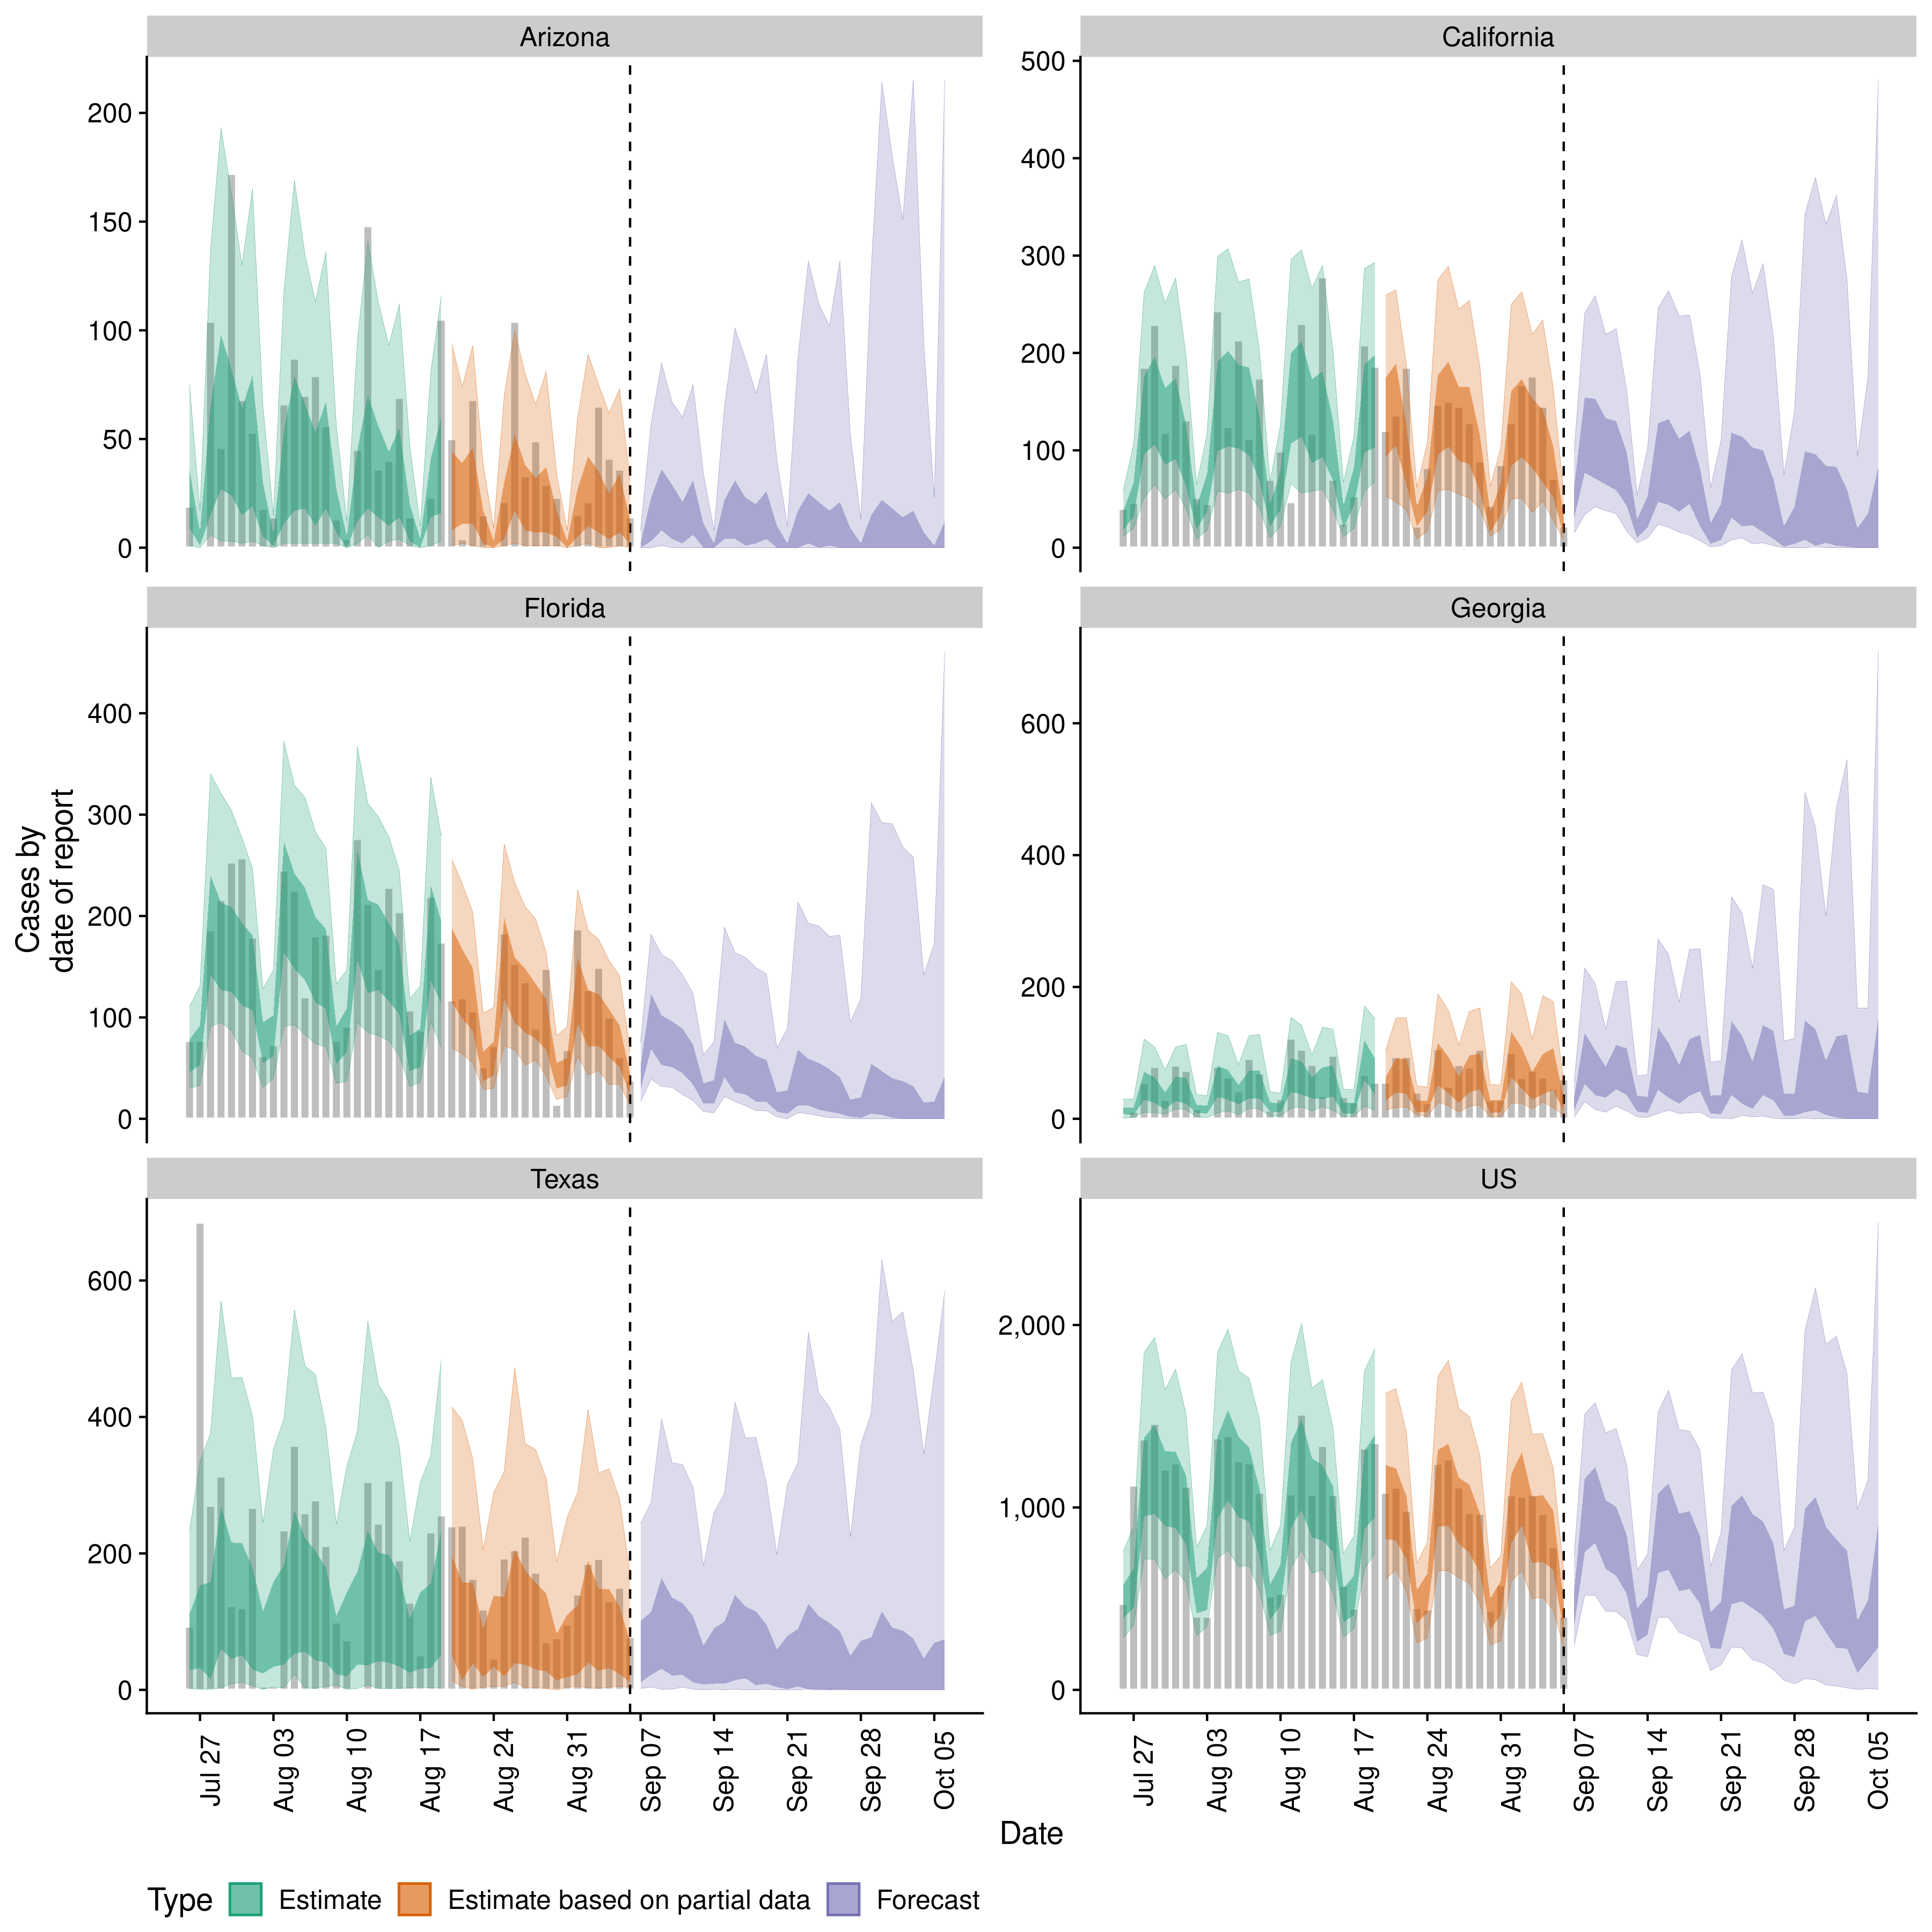 Arizona
California
200
150
100
50
0
500
400
300
200
100
0
Florida
Georgia
Cases by
date of report
400
300
200
100
0
600
400
200
0
Texas
US
600
400
200
0
2,000
1,000
0
Jul 27
Aug 03
Aug 10
Aug 17
Aug 24
Aug 31
Sep 07
Sep 14
Sep 21
Sep 28
Oct 05
Jul 27
Aug 03
Aug 10
Aug 17
Aug 24
Aug 31
Sep 07
Sep 14
Sep 21
Sep 28
Oct 05
Date
Type Estimate Estimate based on partial data Forecast